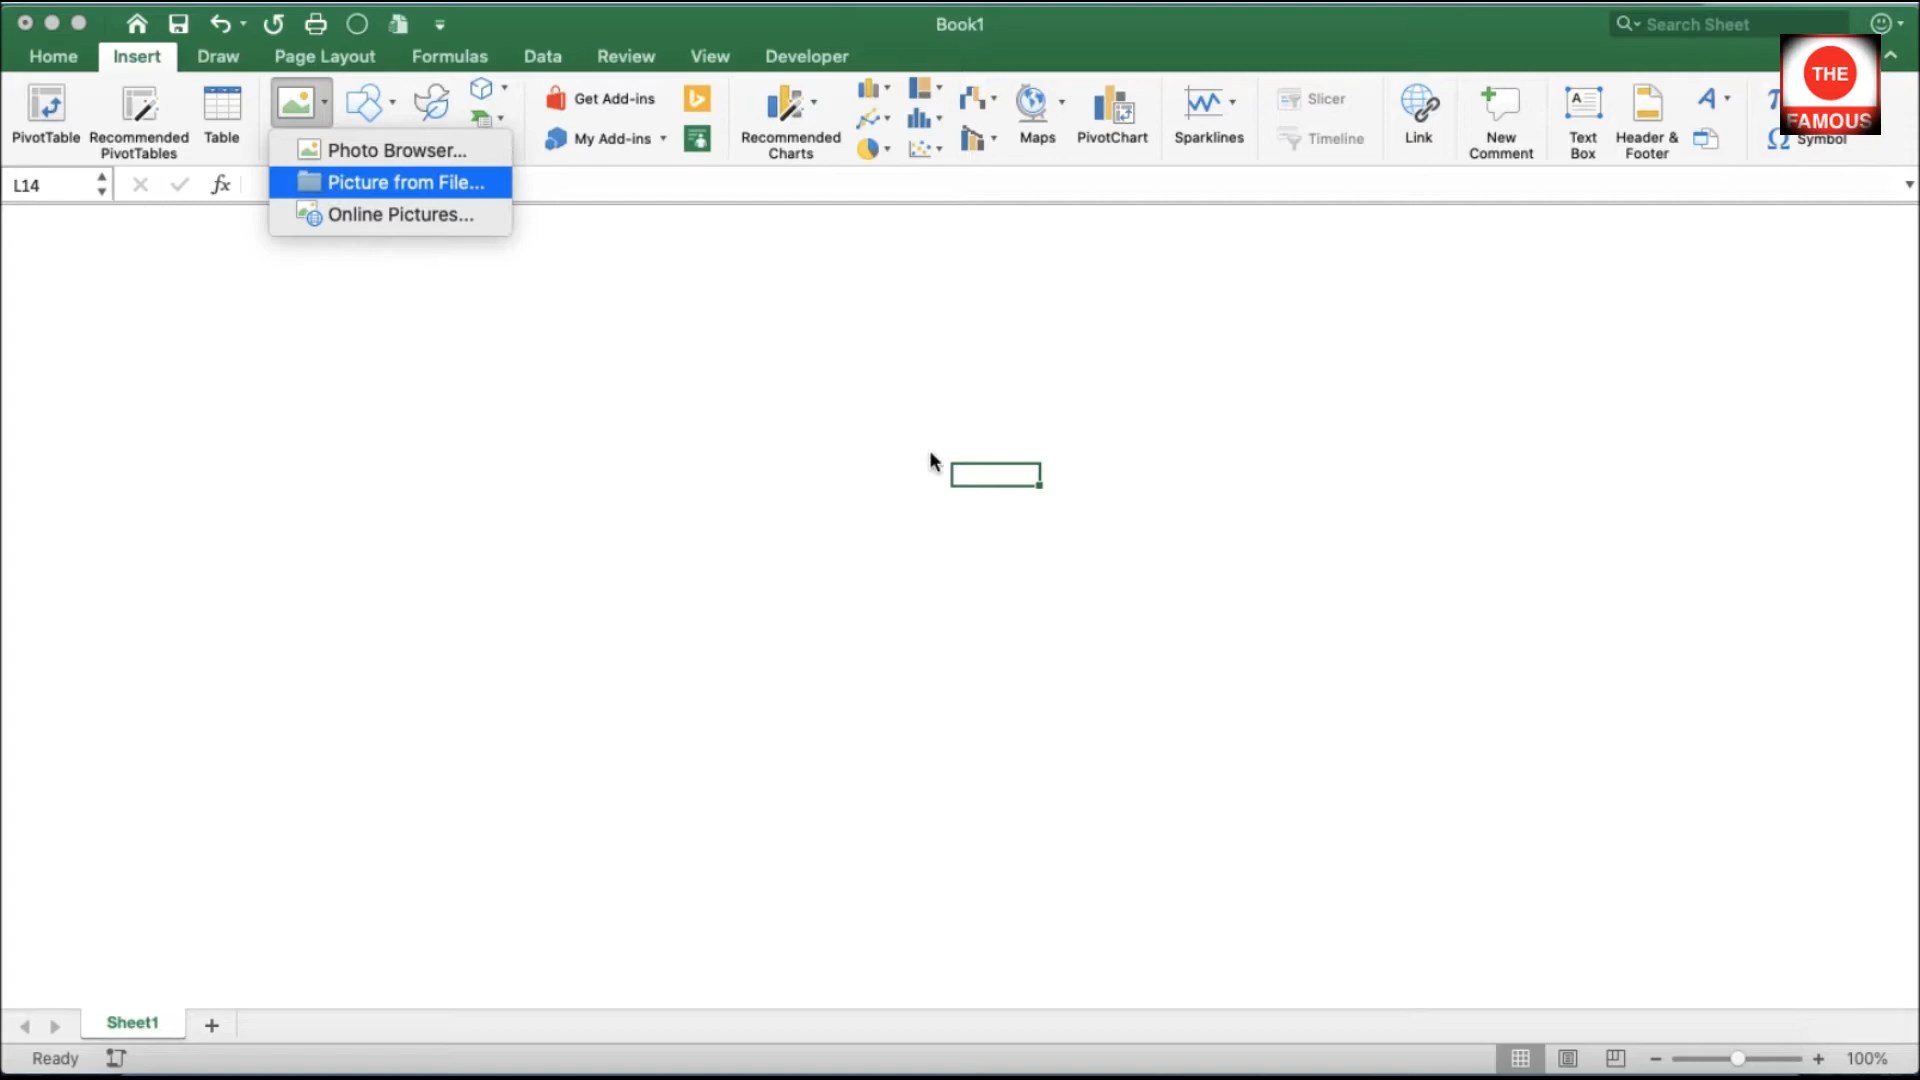 Book1
Search Sheet
Home
Insert
Draw
Page Layout
Formulas
Data
Review
View
Developer
THE
FAMOUS
PivotTable
Recommended
PivotTables
Table
Get Add-ins
My Add-ins
Recommended
Charts
Maps
PivotChart
Sparklines
Slicer
Timeline
Link
New
Comment
Text
Box
Header &
Footer
Symbol
Photo Browser...
Picture from File...
Online Pictures...
L14
fx
Sheet1
Ready
100%